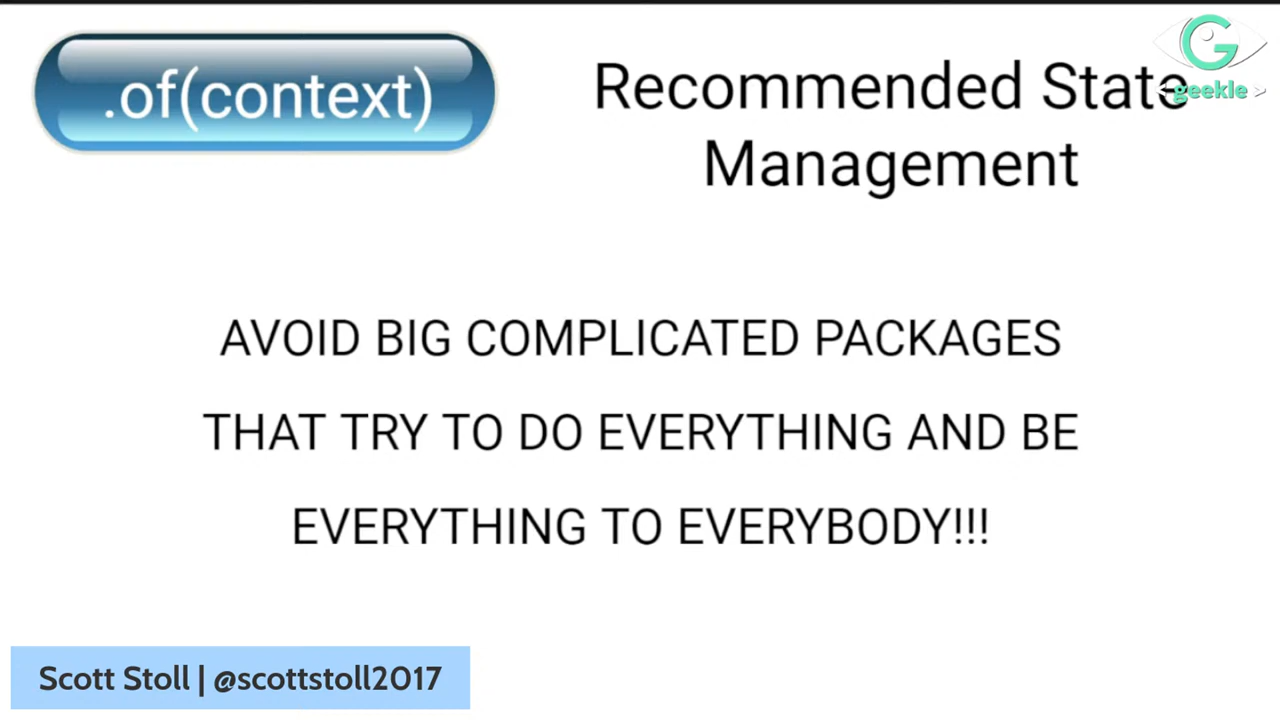 .of(context)
Recommended State
Management
G
< geekle >
AVOID BIG COMPLICATED PACKAGES
THAT TRY TO DO EVERYTHING AND BE
EVERYTHING TO EVERYBODY!!!
Scott Stoll | @scottstoll2017